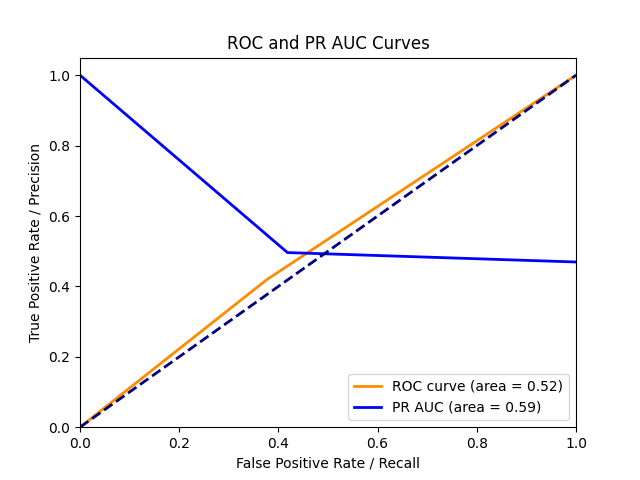 ROC and PR AUC Curves
True Positive Rate / Precision
1.0
0.8
0.6
0.4
0.2
0.0
0.0 0.2 0.4 0.6 0.8 1.0
False Positive Rate / Recall
ROC curve (area = 0.52)
PR AUC (area = 0.59)